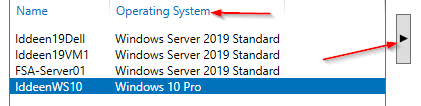 Name Operating System
Iddeen19Dell Windows Server 2019 Standard
Iddeen19VM1 Windows Server 2019 Standard
FSA-Server01 Windows Server 2019 Standard
IddeenWS10 Windows 10 Pro